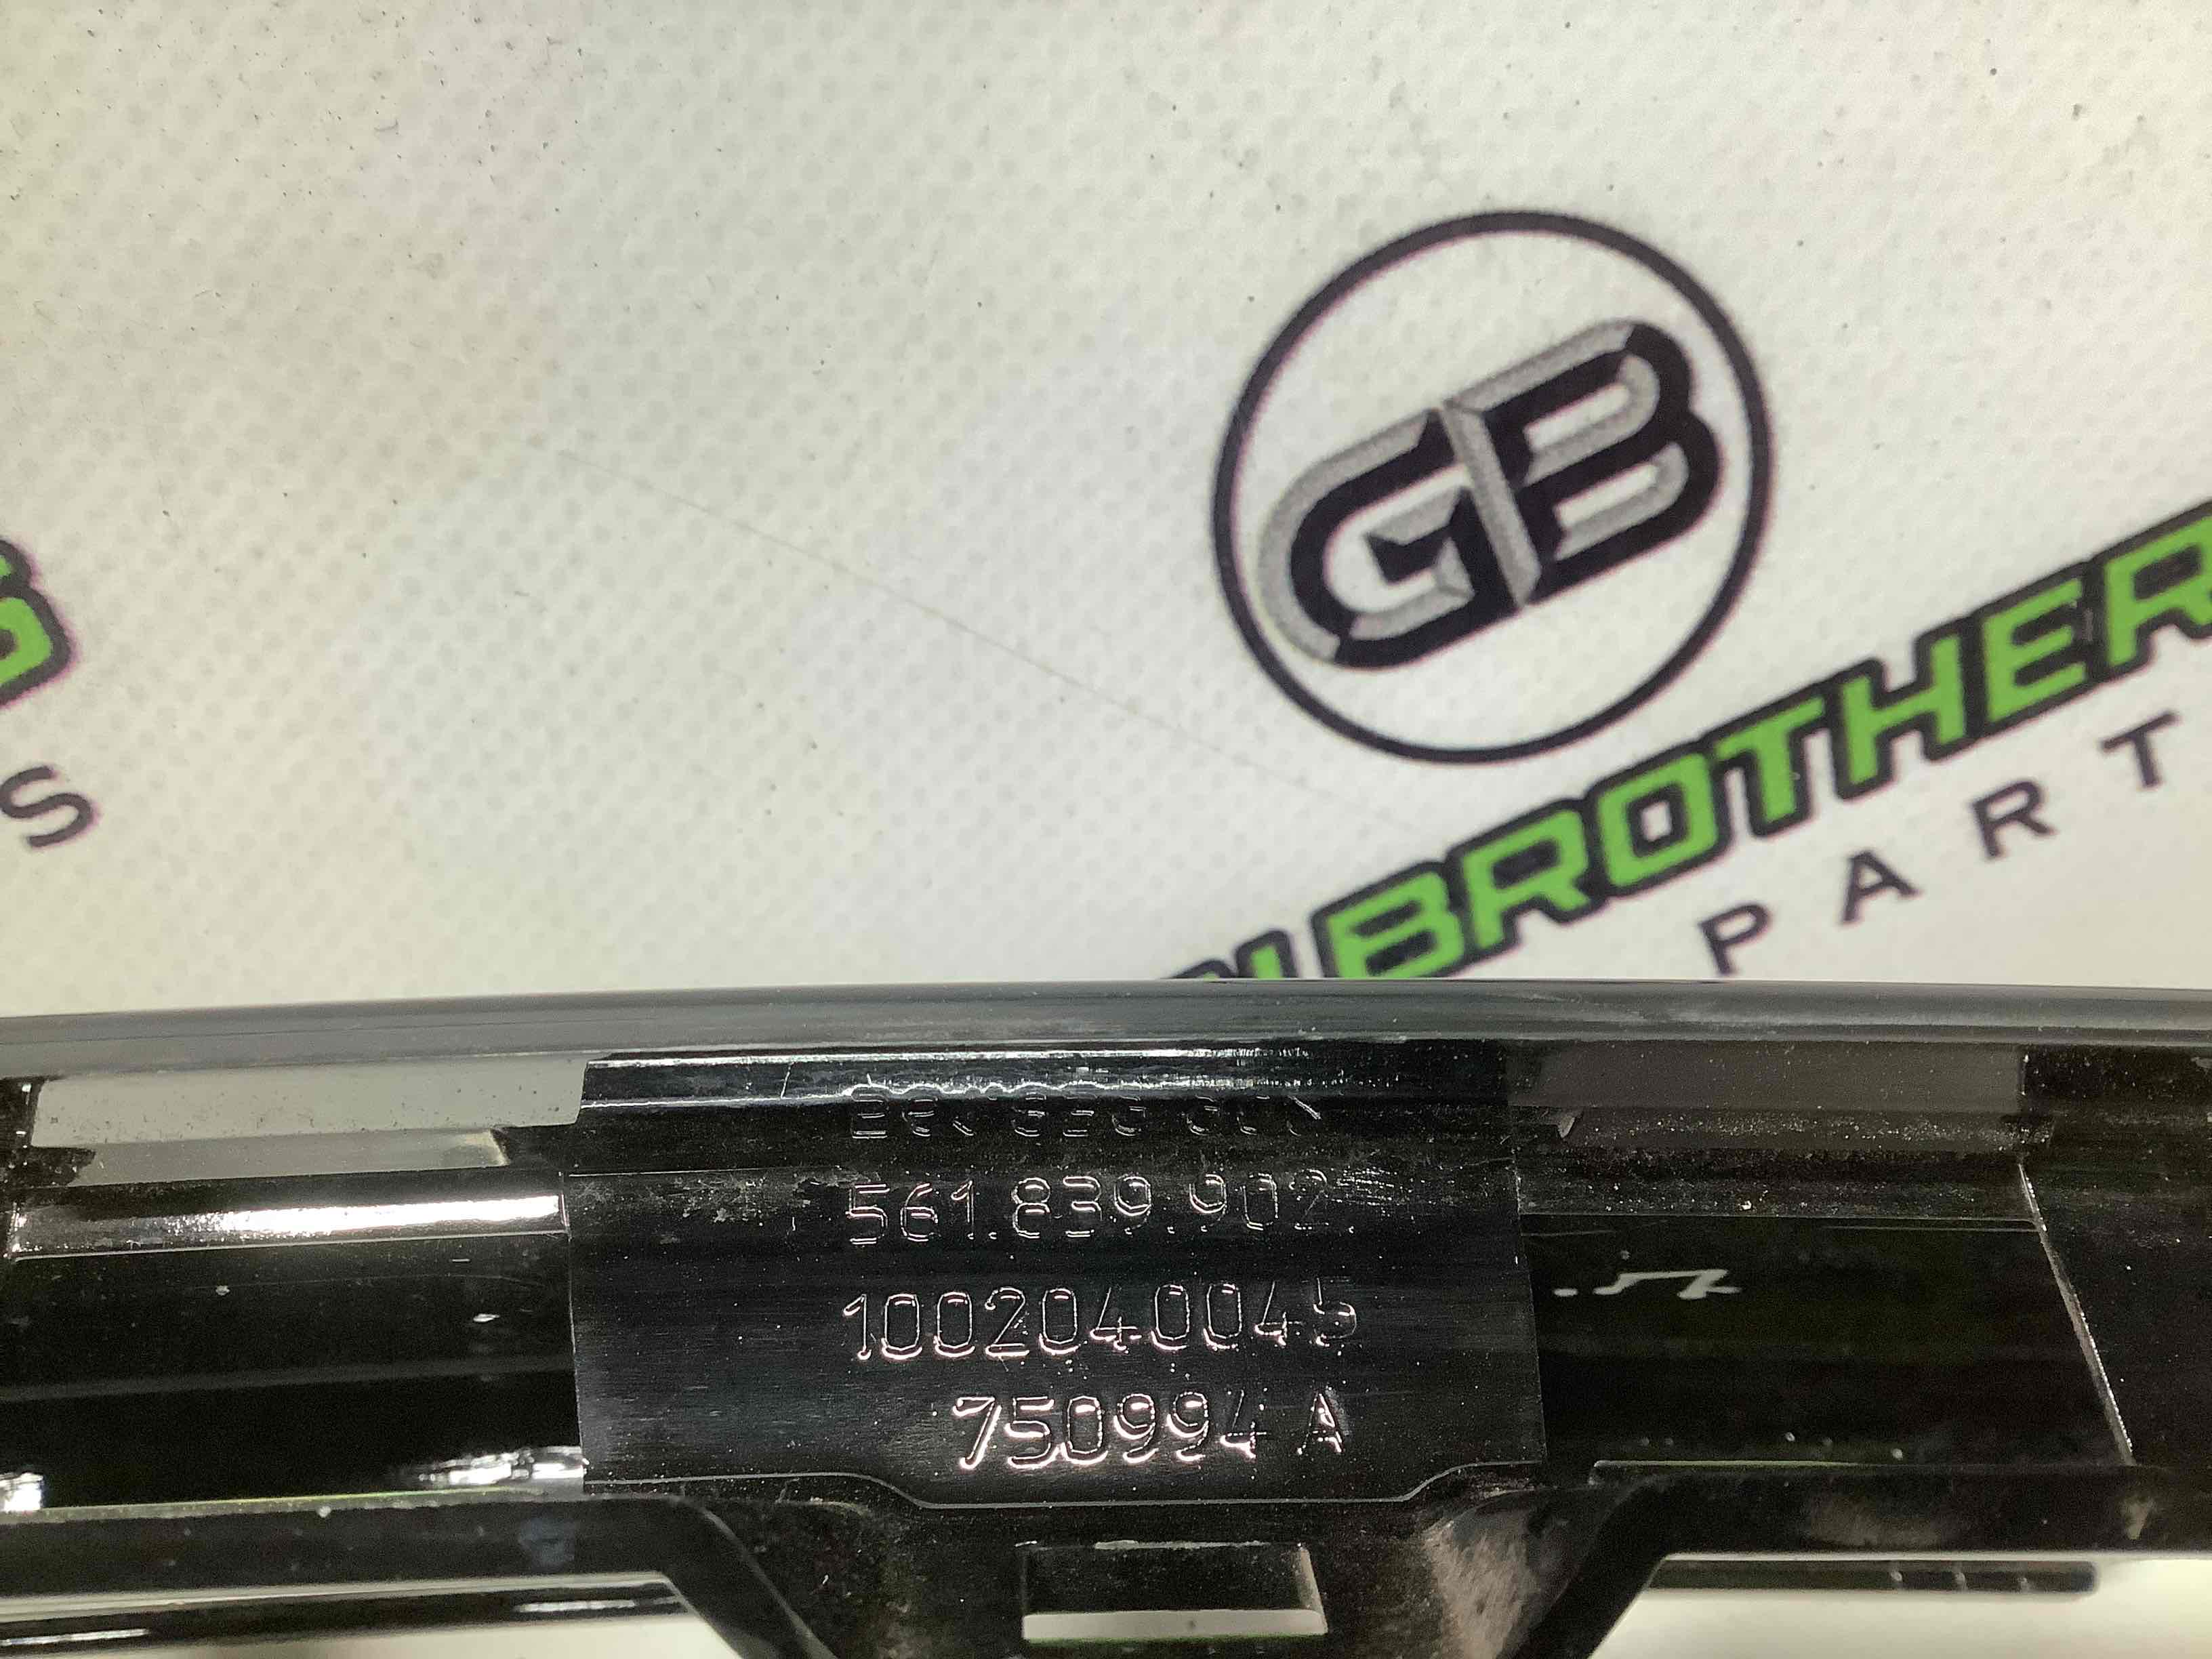 GB
BROTHER
PART
S
561.839.902.
1002040045
750994 A